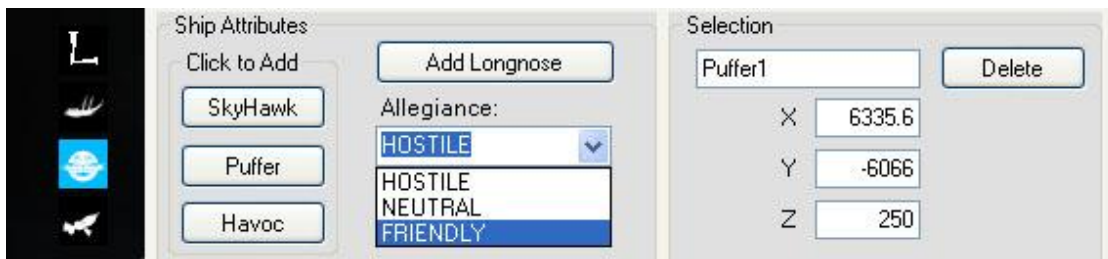 Ship Attributes
Click to Add
SkyHawk
Puffer
Havoc
Add Longnose
Allegiance:
HOSTILE
HOSTILE
NEUTRAL
FRIENDLY
Selection
Puffer1
Delete
X 6335.6
Y -6066
Z 250